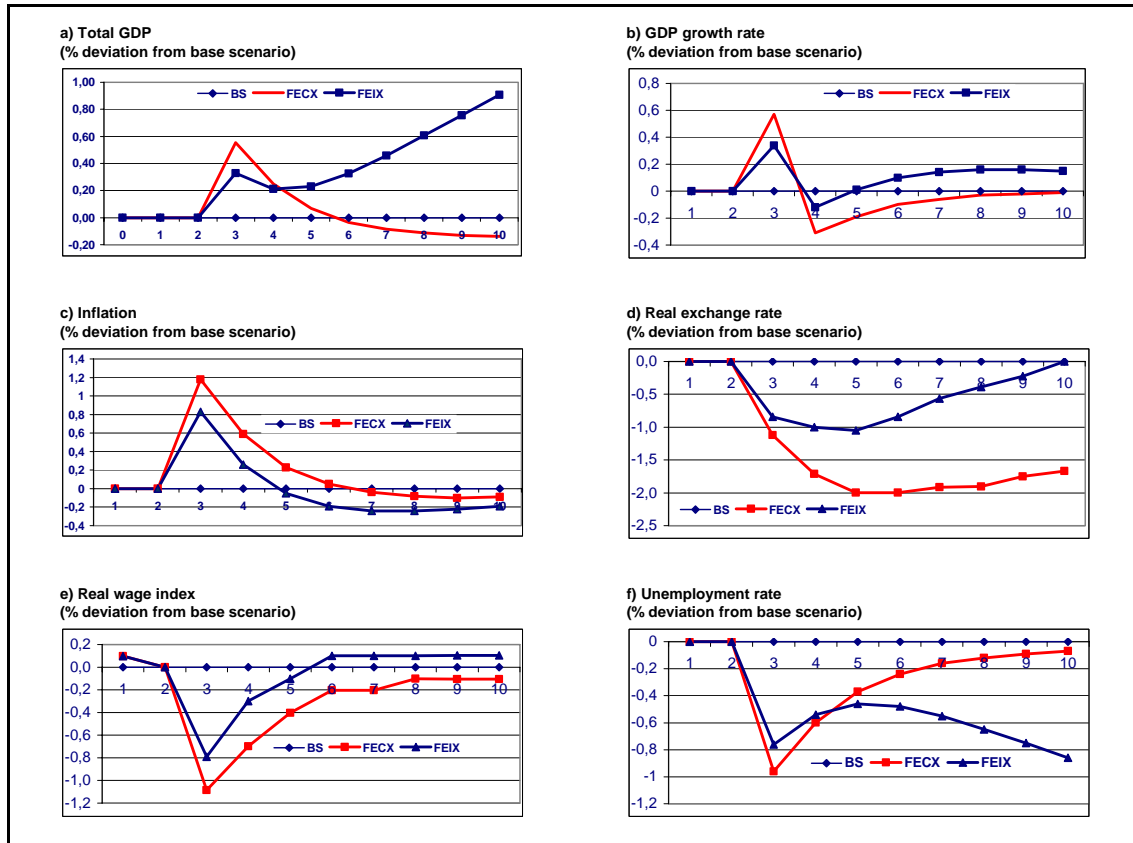 a) Total GDP
(% deviation from base scenario)
1,00
0,80
0,60
0,40
0,20
0,00
-0,20
BS FECX FEIX
0 1 2 3 4 5 6 7 8 9 10
b) GDP growth rate
(% deviation from base scenario)
0,8
0,6
0,4
0,2
0
-0,2
-0,4
BS FECX FEIX
1 2 3 4 5 6 7 8 9 10
c) Inflation
(% deviation from base scenario)
1,4
1,2
1
0,8
0,6
0,4
0,2
0
-0,2
-0,4
BS FECX FEIX
1 2 3 4 5 6 7 8 9 10
d) Real exchange rate
(% deviation from base scenario)
0,0
-0,5
-1,0
-1,5
-2,0
-2,5
1 2 3 4 5 6 7 8 9 10
BS FECX FEIX
e) Real wage index
(% deviation from base scenario)
0,2
0,0
-0,2
-0,4
-0,6
-0,8
-1,0
-1,2
1 2 3 4 5 6 7 8 9 10
BS FECX FEIX
f) Unemployment rate
(% deviation from base scenario)
0
-0,2
-0,4
-0,6
-0,8
-1
-1,2
1 2 3 4 5 6 7 8 9 10
BS FECX FEIX